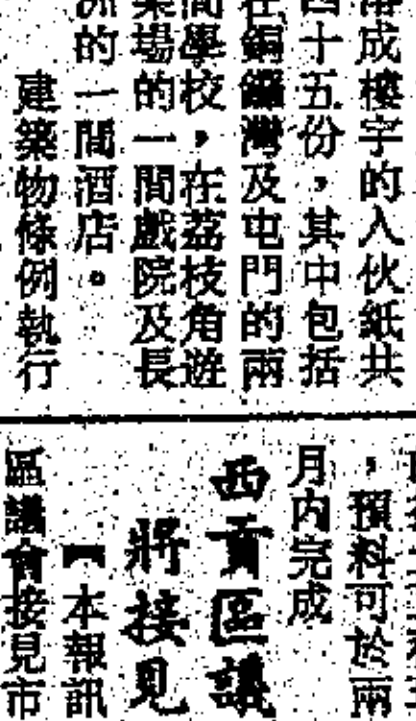 落成樓宇的入伙紙共
四十五份，其中包括
在銅鑼灣及屯門的兩
間學校，在荔枝角遊
樂場的一間戲院及長
洲的一間酒店。
建築物條例執行
，預料可於兩
月內完成
西貢區議
將接見
【本報訊
區議會接見市